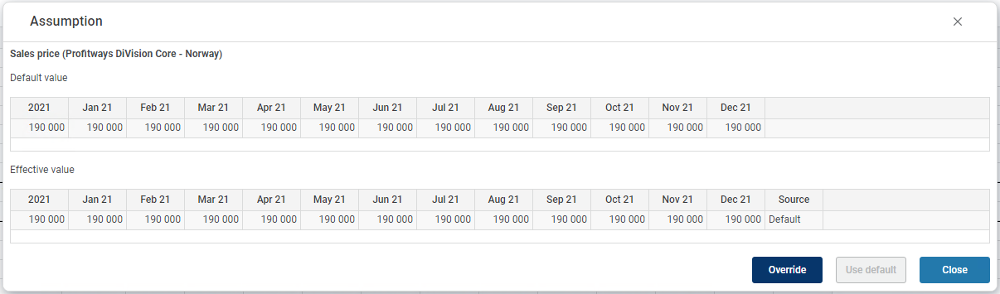 Assumption
Sales price (Profitways DiVision Core - Norway)
Default value
2021 Jan 21 Feb 21 Mar 21 Apr 21 May 21 Jun 21 Jul 21 Aug 21 Sep 21 Oct 21 Nov 21 Dec 21
190 000 190 000 190 000 190 000 190 000 190 000 190 000 190 000 190 000 190 000 190 000 190 000 190 000
Effective value
2021 Jan 21 Feb 21 Mar 21 Apr 21 May 21 Jun 21 Jul 21 Aug 21 Sep 21 Oct 21 Nov 21 Dec 21 Source
190 000 190 000 190 000 190 000 190 000 190 000 190 000 190 000 190 000 190 000 190 000 190 000 190 000 Default
Override Use default Close